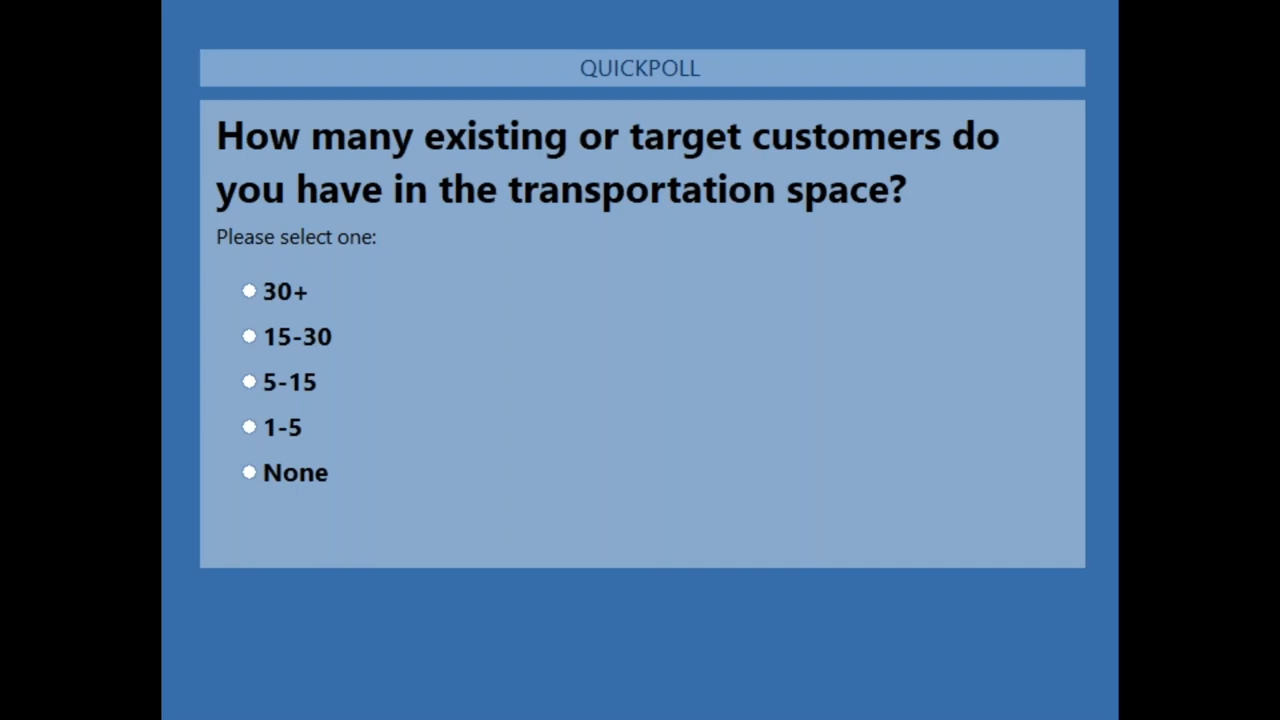 QUICKPOLL
How many existing or target customers do
you have in the transportation space?
Please select one:
30+
15-30
5-15
1-5
None